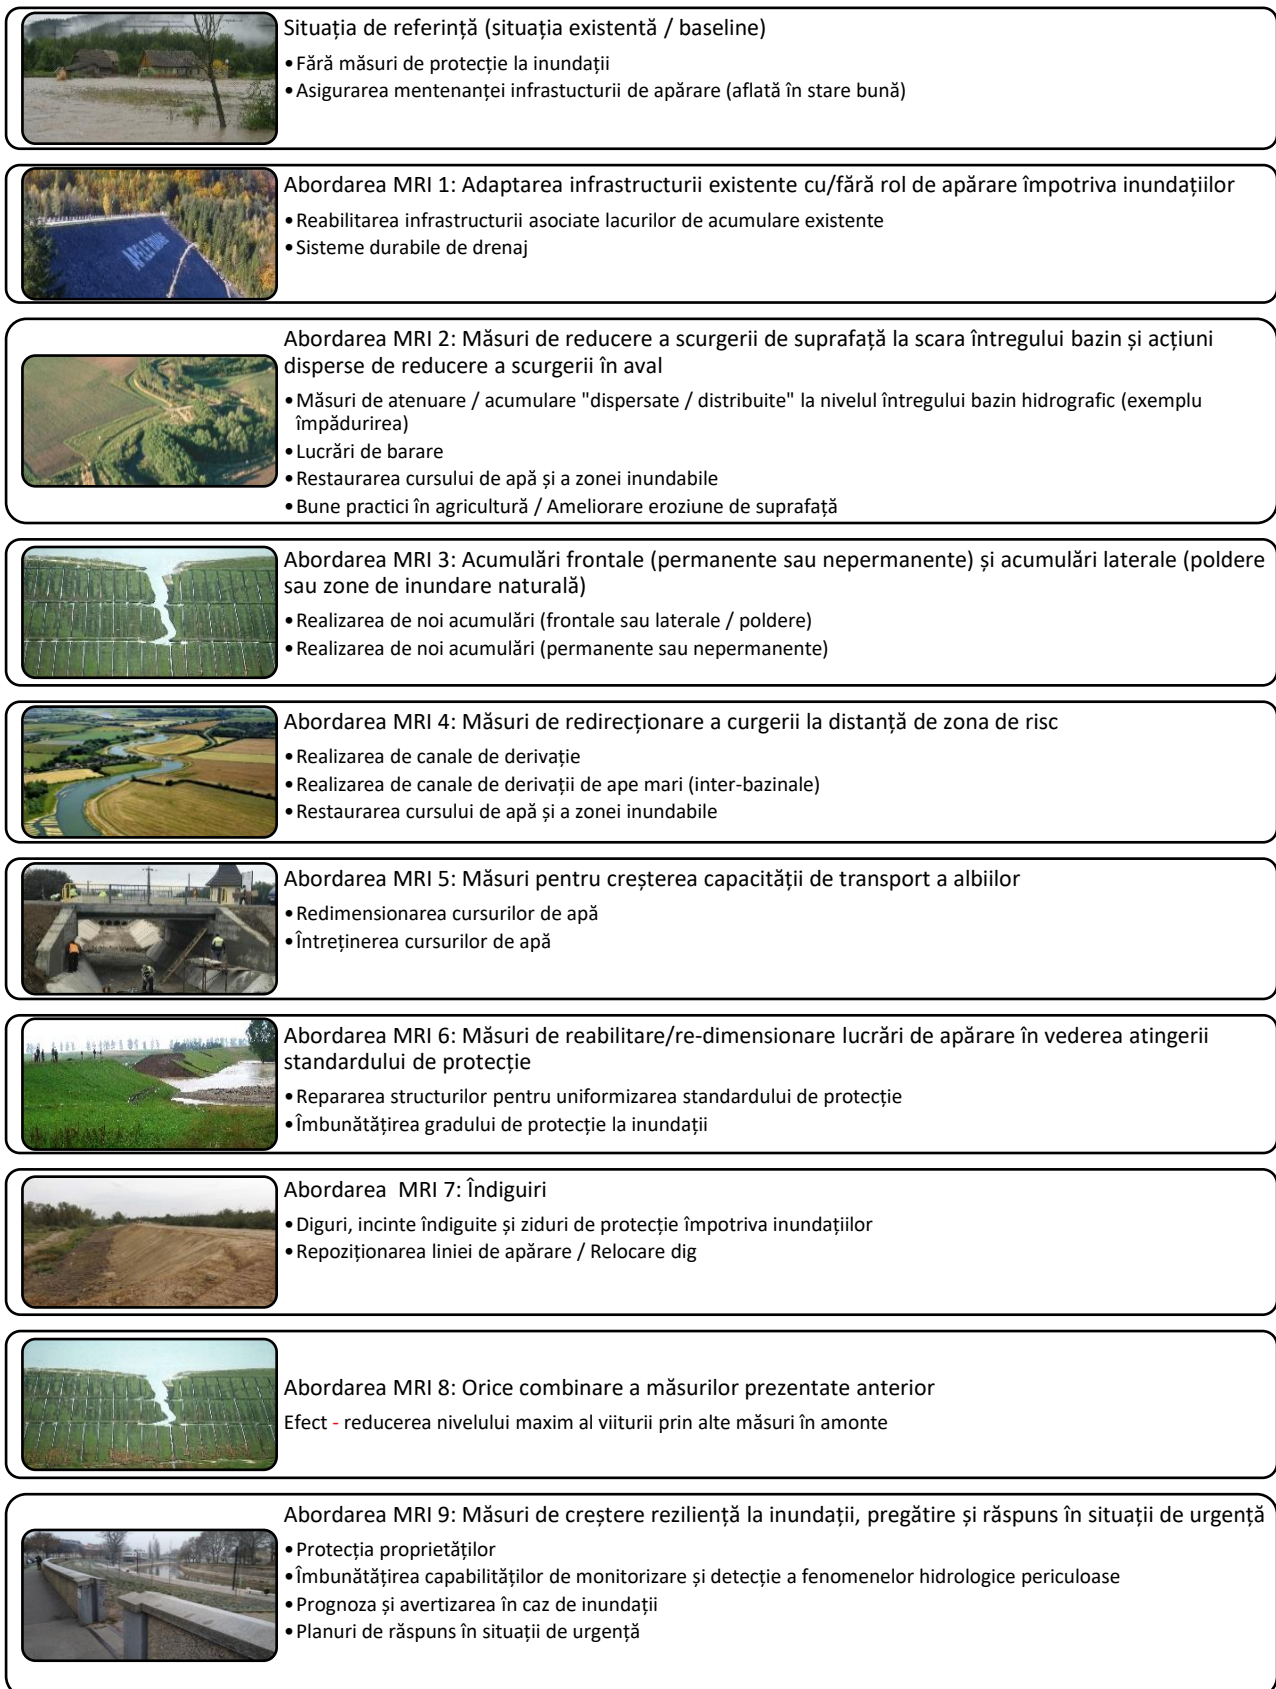 Situația de referință (situația existentă / baseline)
•Fără măsuri de protecție la inundații
•Asigurarea mentenanței infrastucturii de apărare (aflată în stare bună)
Abordarea MRI 1: Adaptarea infrastructurii existente cu/fără rol de apărare împotriva inundațiilor
•Reabilitarea infrastructurii asociate lacurilor de acumulare existente
•Sisteme durabile de drenaj
APELE ROMÂNE
Abordarea MRI 2: Măsuri de reducere a scurgerii de suprafață la scara întregului bazin și acțiuni
disperse de reducere a scurgerii în aval
•Măsuri de atenuare / acumulare "dispersate / distribuite" la nivelul întregului bazin hidrografic (exemplu
împădurirea)
•Lucrări de barare
•Restaurarea cursului de apă și a zonei inundabile
•Bune practici în agricultură / Ameliorare eroziune de suprafață
Abordarea MRI 3: Acumulări frontale (permanente sau nepermanente) și acumulări laterale (poldere
sau zone de inundare naturală)
•Realizarea de noi acumulări (frontale sau laterale / poldere)
•Realizarea de noi acumulări (permanente sau nepermanente)
Abordarea MRI 4: Măsuri de redirecționare a curgerii la distanță de zona de risc
•Realizarea de canale de derivație
•Realizarea de canale de derivații de ape mari (inter-bazinale)
•Restaurarea cursului de apă și a zonei inundabile
Abordarea MRI 5: Măsuri pentru creșterea capacității de transport a albiilor
•Redimensionarea cursurilor de apă
•Întreținerea cursurilor de apă
Abordarea MRI 6: Măsuri de reabilitare/re-dimensionare lucrări de apărare în vederea atingerii
standardului de protecție
•Repararea structurilor pentru uniformizarea standardului de protecție
•Îmbunătățirea gradului de protecție la inundații
Abordarea  MRI 7: Îndiguiri
•Diguri, incinte îndiguite și ziduri de protecție împotriva inundațiilor
•Repoziționarea liniei de apărare / Relocare dig
Abordarea MRI 8: Orice combinare a măsurilor prezentate anterior
Efect - reducerea nivelului maxim al viiturii prin alte măsuri în amonte
Abordarea MRI 9: Măsuri de creștere reziliență la inundații, pregătire și răspuns în situații de urgență
•Protecția proprietăților
•Îmbunătățirea capabilităților de monitorizare și detecție a fenomenelor hidrologice periculoase
•Prognoza și avertizarea în caz de inundații
•Planuri de răspuns în situații de urgență